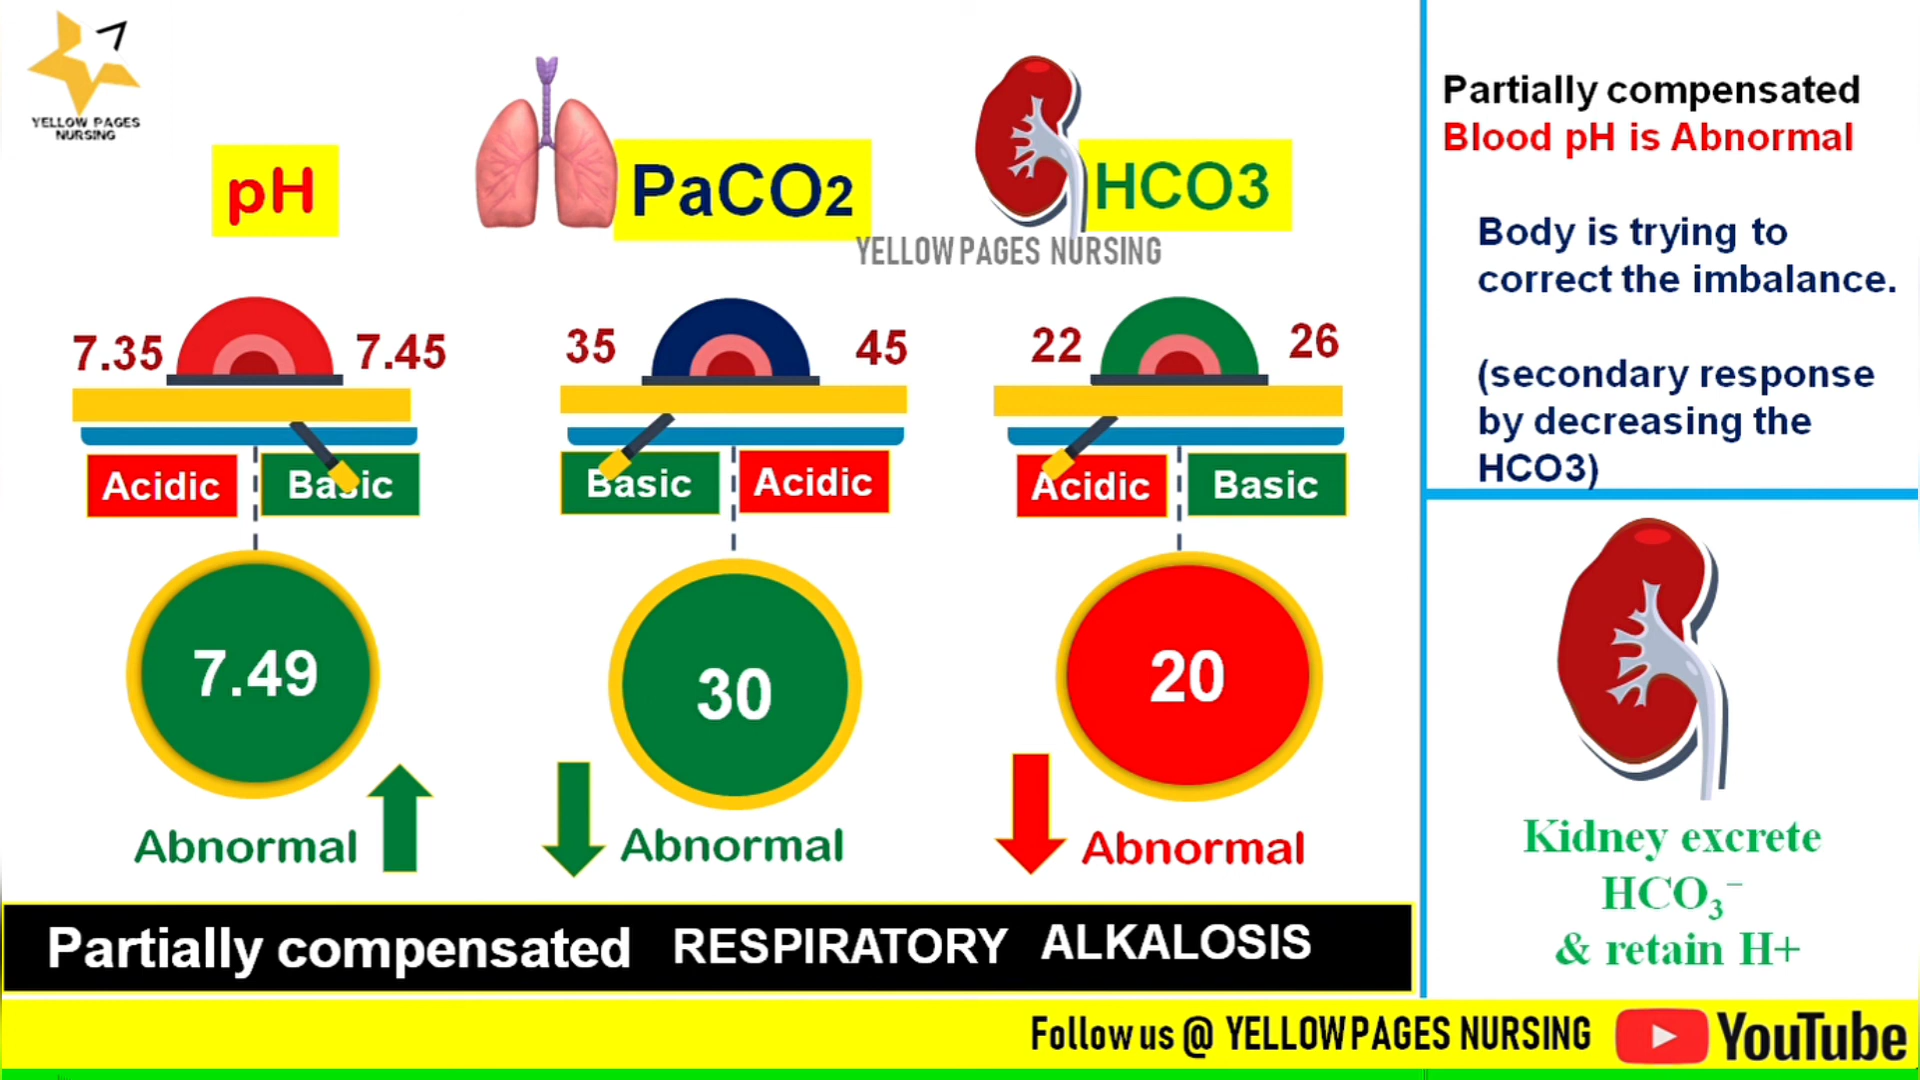 YELLOW PAGES
NURSING
pH
PaCO2
HCO3
YELLOW PAGES NURSING
7.35
7.45
35
45
22
26
Acidic
Basic
Basic
Acidic
Acidic
Basic
7.49
30
20
Abnormal
Abnormal
Abnormal
Partially compensated RESPIRATORY ALKALOSIS
Partially compensated
Blood pH is Abnormal
Body is trying to
correct the imbalance.
(secondary response
by decreasing the
HCO3)
Kidney excrete
HCO₃⁻
& retain H+
Follow us @ YELLOW PAGES NURSING YouTube